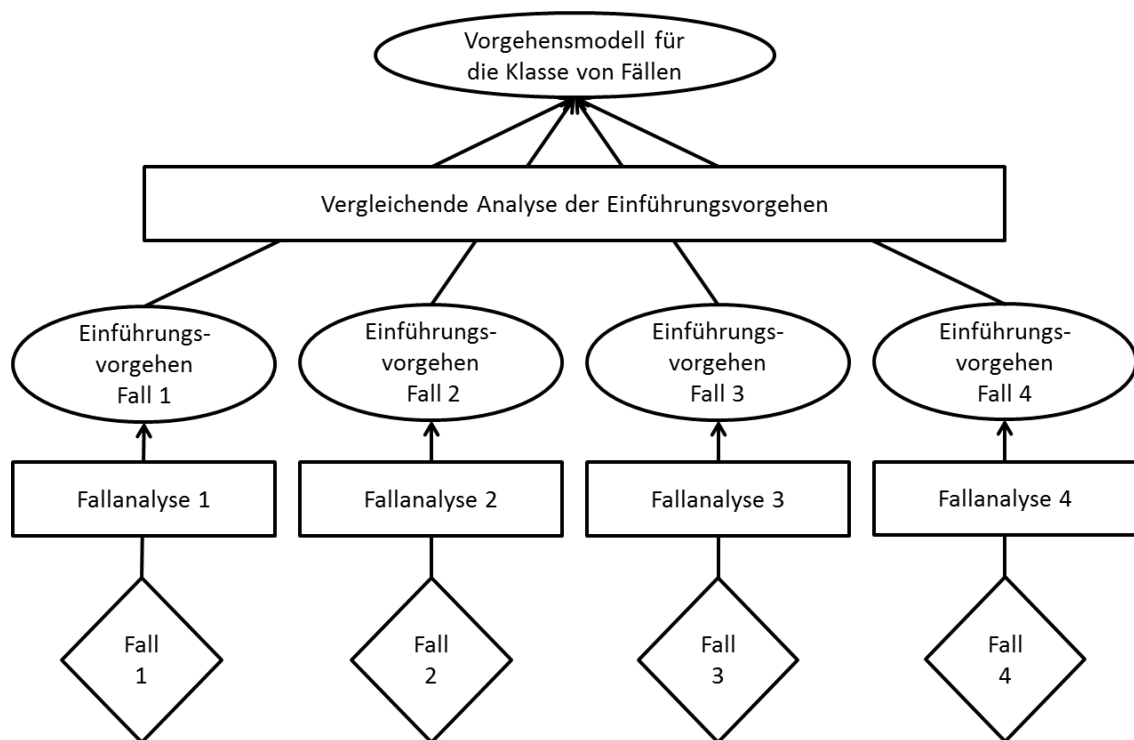 Vorgehensmodell für
die Klasse von Fällen
Vergleichende Analyse der Einführungsvorgehen
Einführungs-
vorgehen
Fall 1
Einführungs-
vorgehen
Fall 2
Einführungs-
vorgehen
Fall 3
Einführungs-
vorgehen
Fall 4
Fallanalyse 1
Fallanalyse 2
Fallanalyse 3
Fallanalyse 4
Fall
1
Fall
2
Fall
3
Fall
4